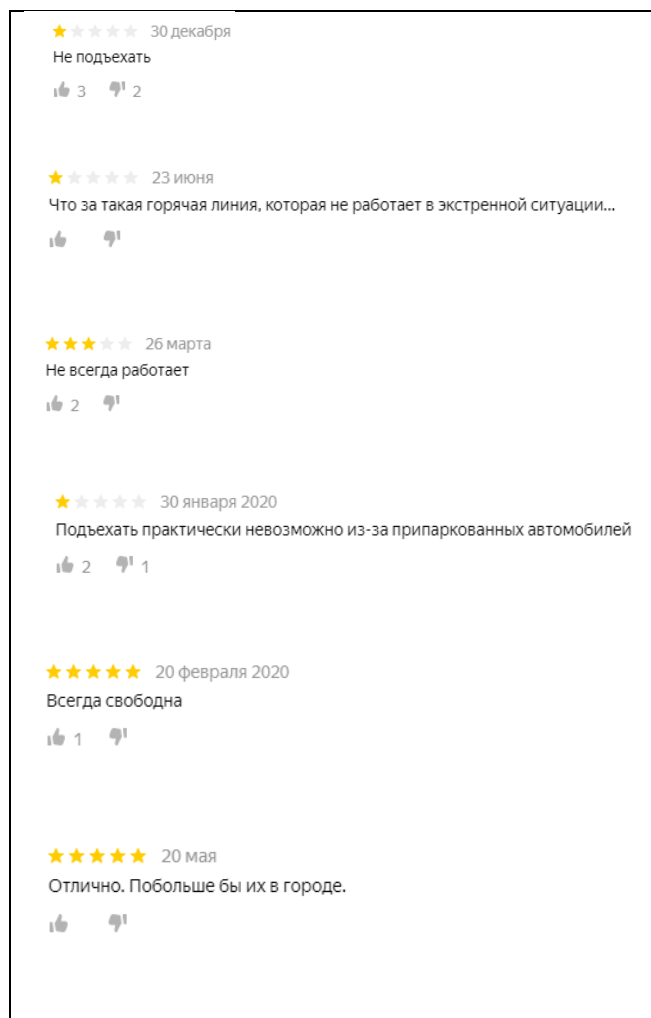 30 декабря
Не подъехать
3 2
23 июня
Что за такая горячая линия, которая не работает в экстренной ситуации...
26 марта
Не всегда работает
2
30 января 2020
Подъехать практически невозможно из-за припаркованных автомобилей
2 1
20 февраля 2020
Всегда свободна
1
20 мая
Отлично. Побольше бы их в городе.